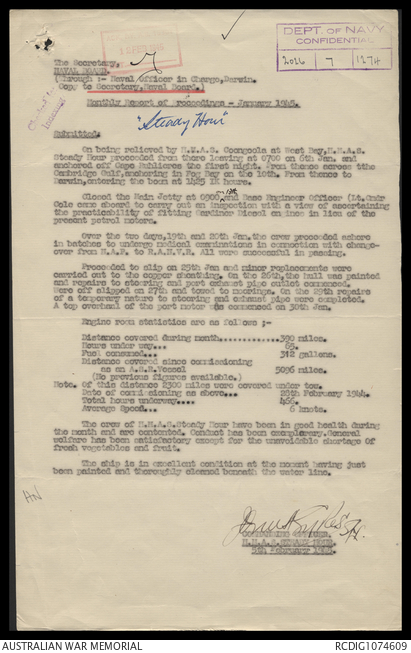 DEPT. OF NAVY
CONFIDENTIAL
2026 | 7 | 1274
The Secretary,
NAVAL BOARD.
(Through :- Naval Officer in Charge, Darwin.
Copy to Secretary, Naval Board.)
Monthly Report of Proceedings - January 1945.
"Steady Hour"
Submitted:
On being relieved by H.M.A.S. Coongoola at West Bay, H.M.A.S.
Steady Hour proceeded from there leaving at 0700 on 6th Jan. and
anchored off Cape the first night. From thence across the
Cambridge Gulf, anchoring in Fog Bay on the 10th. From thence to
Darwin, entering the boom at 1425 hours.
Closed the Main Jetty at 0900 and Base Engineer Officer (Lt. Cmdr
Cale came aboard to carry out an inspection with a view of ascertaining
the practicability of fitting Gardiner Diesel engines in lieu of the
present petrol motors.
Over the two days, 19th and 20th Jan. the crew proceeded ashore
in batches to undergo medical examinations in connection with change-
over from N.A.P. to R.A.N.V.R. All were successful in passing.
Proceeded to slip on 25th Jan and minor replacements were
carried out to the copper sheathing. On the 26th, the hull was painted
and repairs to steering and port exhaust pipe outlet commenced.
Were off slipped on 27th and towed to moorings. On the 29th repairs
of a temporary nature to steering and exhaust pipe were completed.
A top overhaul of the port motor was commenced on 30th Jan.
Engine room statistics are as follows ;-
Distance covered during month............390 miles.
Hours under way... 65.
Fuel consumed... 312 gallons.
Distance covered since commissioning
as an A.S.R. Vessel 5096 miles.
(No previous figures available.)
Note. of this distance 2300 miles were covered under tow.
Date of commissioning as above... 28th February 1944.
Total hours underway.... 466.
Average Speed... 6 knots.
The crew of H.M.A.S. Steady Hour have been in good health during
the month and are contented. Conduct has been exemplary. General
welfare has been satisfactory except for the unavoidable shortage of
fresh vegetables and fruit.
The ship is in excellent condition at the moment having just
been painted and thoroughly cleaned beneath the water line.
COMMANDING OFFICER.
H.M.A.S. STEADY HOUR.
5th February 1945.
AUSTRALIAN WAR MEMORIAL
RCDIG1074609